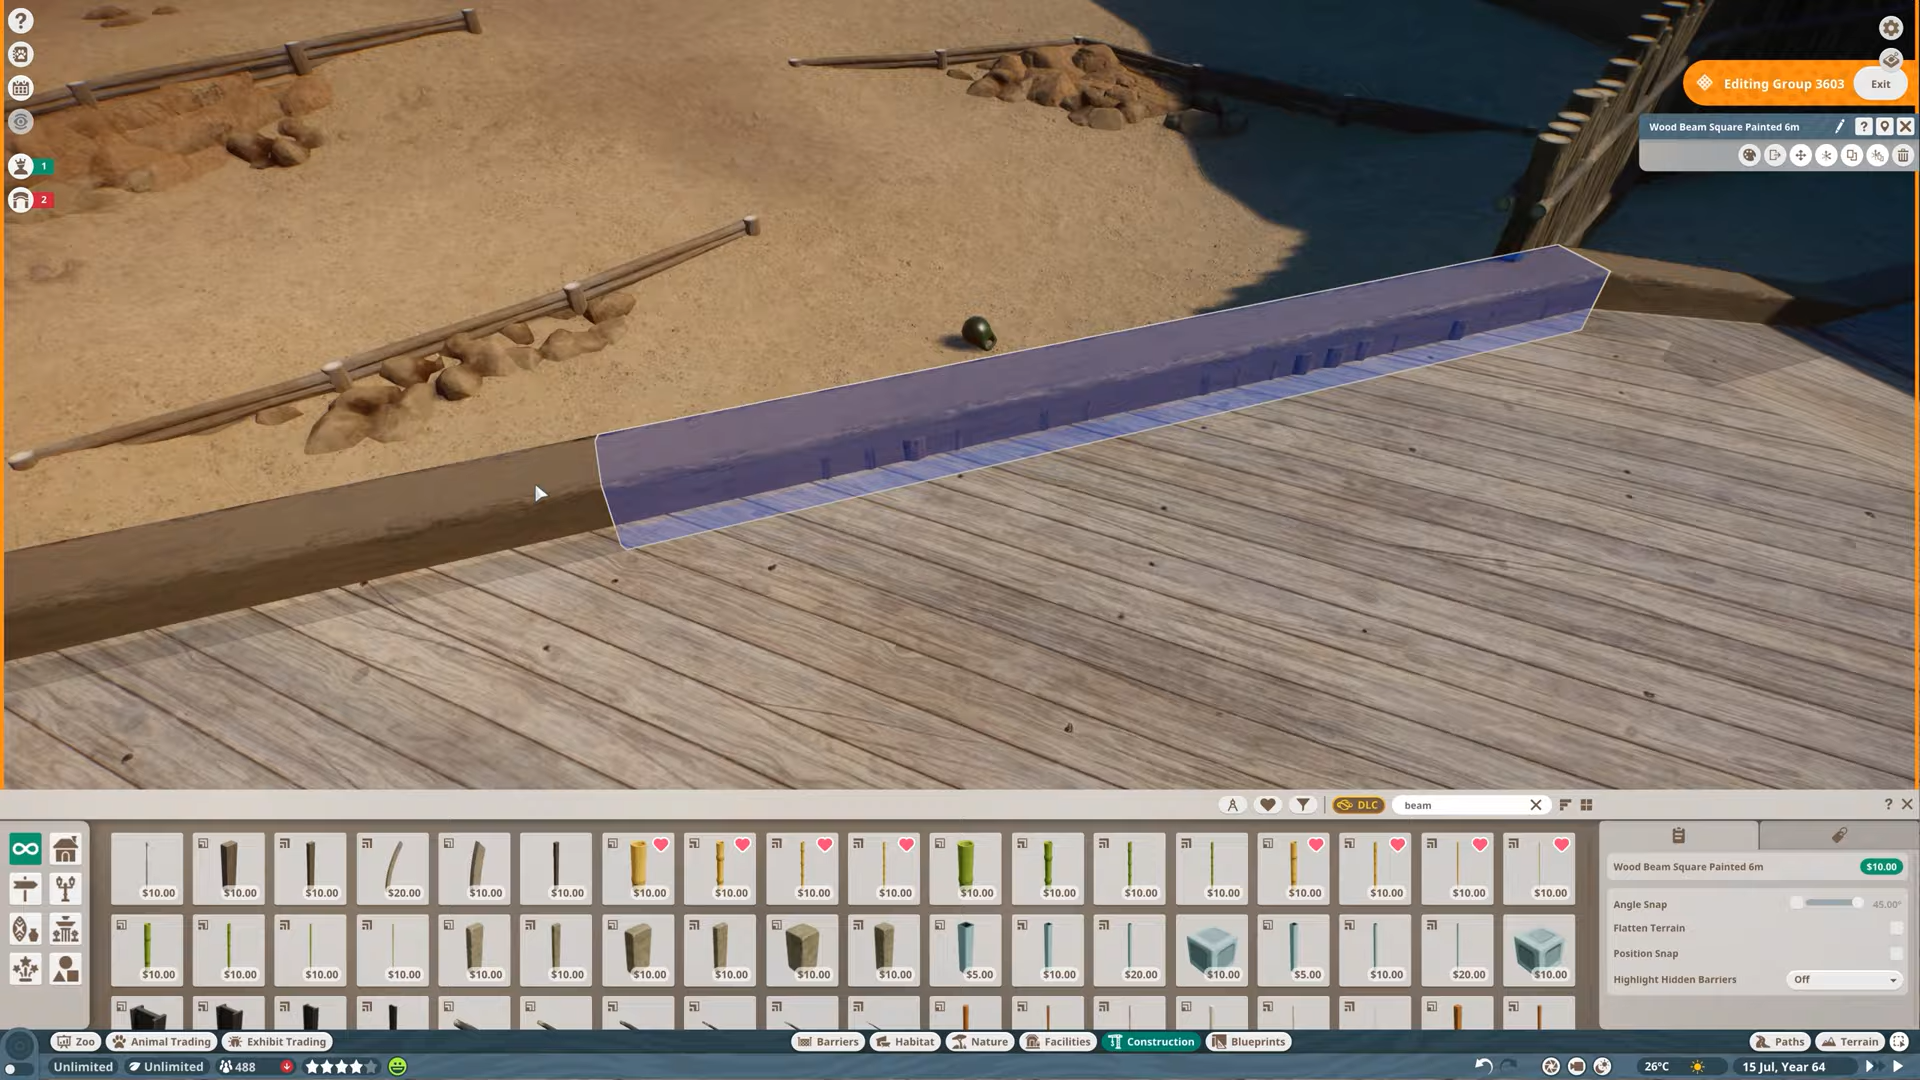 1
2
Editing Group 3603
Exit
Wood Beam Square Painted 6m
DLC
beam
$10.00 $10.00 $10.00 $20.00 $10.00 $10.00 $10.00 $10.00 $10.00 $10.00 $10.00 $10.00 $10.00 $10.00 $10.00 $10.00 $10.00 $10.00
$10.00 $10.00 $10.00 $10.00 $10.00 $10.00 $10.00 $10.00 $10.00 $10.00 $5.00 $10.00 $20.00 $10.00 $5.00 $10.00 $20.00 $10.00
Wood Beam Square Painted 6m $10.00
Angle Snap 45.00°
Flatten Terrain
Position Snap
Highlight Hidden Barriers Off
Zoo Animal Trading Exhibit Trading Barriers Habitat Nature Facilities Construction Blueprints Paths Terrain
Unlimited Unlimited 488 26°C 15 Jul, Year 64